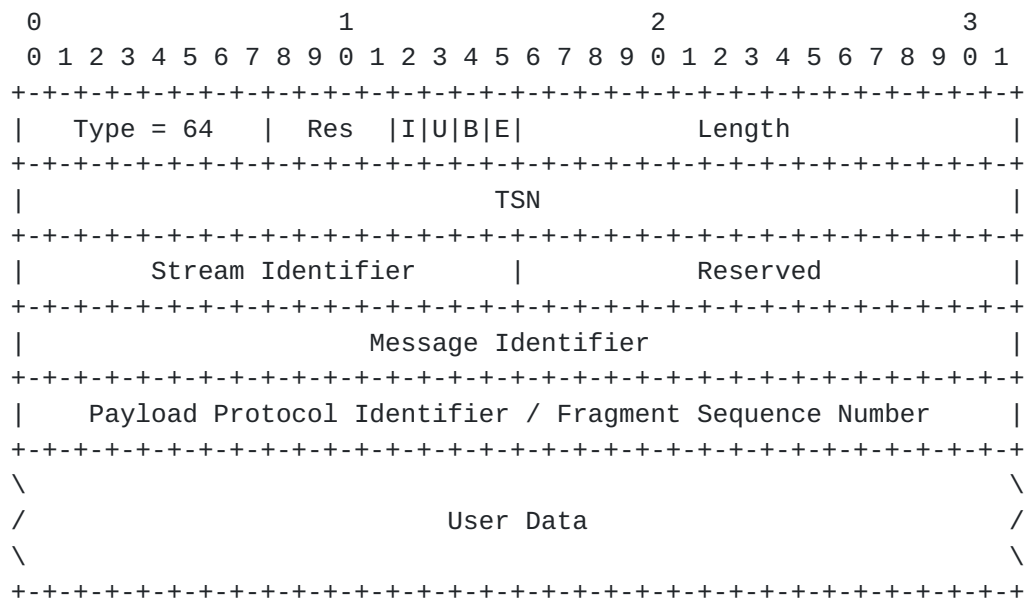 0                   1                   2                   3
 0 1 2 3 4 5 6 7 8 9 0 1 2 3 4 5 6 7 8 9 0 1 2 3 4 5 6 7 8 9 0 1
+-+-+-+-+-+-+-+-+-+-+-+-+-+-+-+-+-+-+-+-+-+-+-+-+-+-+-+-+-+-+-+-+
|   Type = 64   |  Res  |I|U|B|E|           Length              |
+-+-+-+-+-+-+-+-+-+-+-+-+-+-+-+-+-+-+-+-+-+-+-+-+-+-+-+-+-+-+-+-+
|                              TSN                              |
+-+-+-+-+-+-+-+-+-+-+-+-+-+-+-+-+-+-+-+-+-+-+-+-+-+-+-+-+-+-+-+-+
|        Stream Identifier      |           Reserved            |
+-+-+-+-+-+-+-+-+-+-+-+-+-+-+-+-+-+-+-+-+-+-+-+-+-+-+-+-+-+-+-+-+
|                      Message Identifier                       |
+-+-+-+-+-+-+-+-+-+-+-+-+-+-+-+-+-+-+-+-+-+-+-+-+-+-+-+-+-+-+-+-+
|    Payload Protocol Identifier / Fragment Sequence Number     |
+-+-+-+-+-+-+-+-+-+-+-+-+-+-+-+-+-+-+-+-+-+-+-+-+-+-+-+-+-+-+-+-+
\                                                               \
/                           User Data                           /
\                                                               \
+-+-+-+-+-+-+-+-+-+-+-+-+-+-+-+-+-+-+-+-+-+-+-+-+-+-+-+-+-+-+-+-+